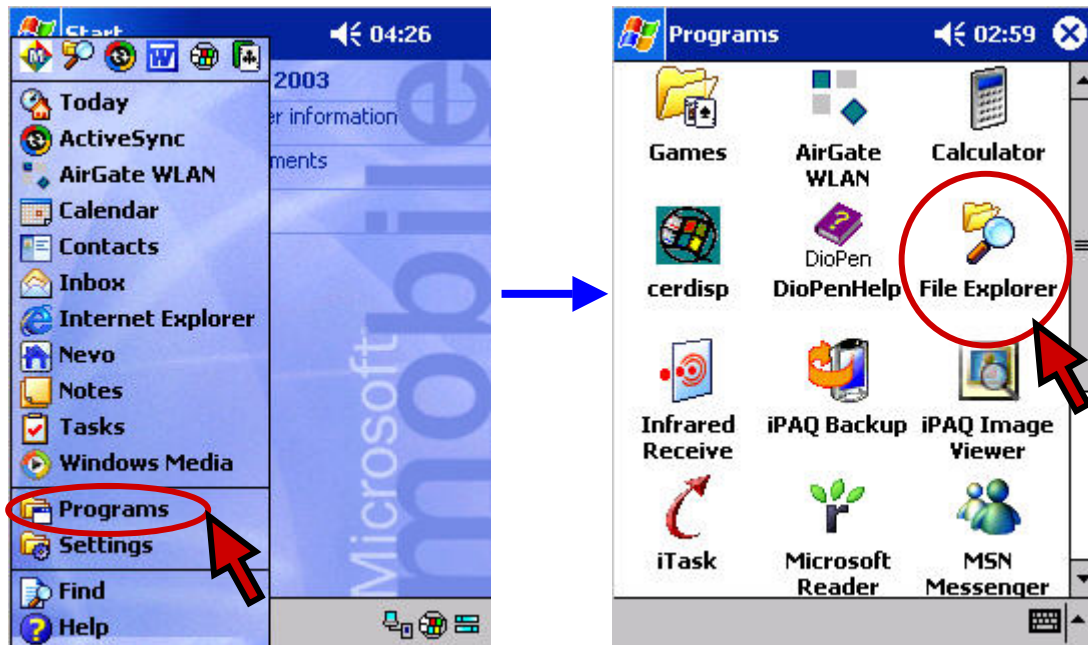 Start
04:26
2003
er information
ments
Today
ActiveSync
AirGate WLAN
Calendar
Contacts
Inbox
Internet Explorer
Nevo
Notes
Tasks
Windows Media
Programs
Settings
Find
Help
Microsoft
mobile
Programs
02:59
Games
AirGate
WLAN
Calculator
cerdisp
DioPen
DioPenHelp
File Explorer
Infrared
Receive
iPAQ Backup
iPAQ Image
Viewer
iTask
Microsoft
Reader
MSN
Messenger